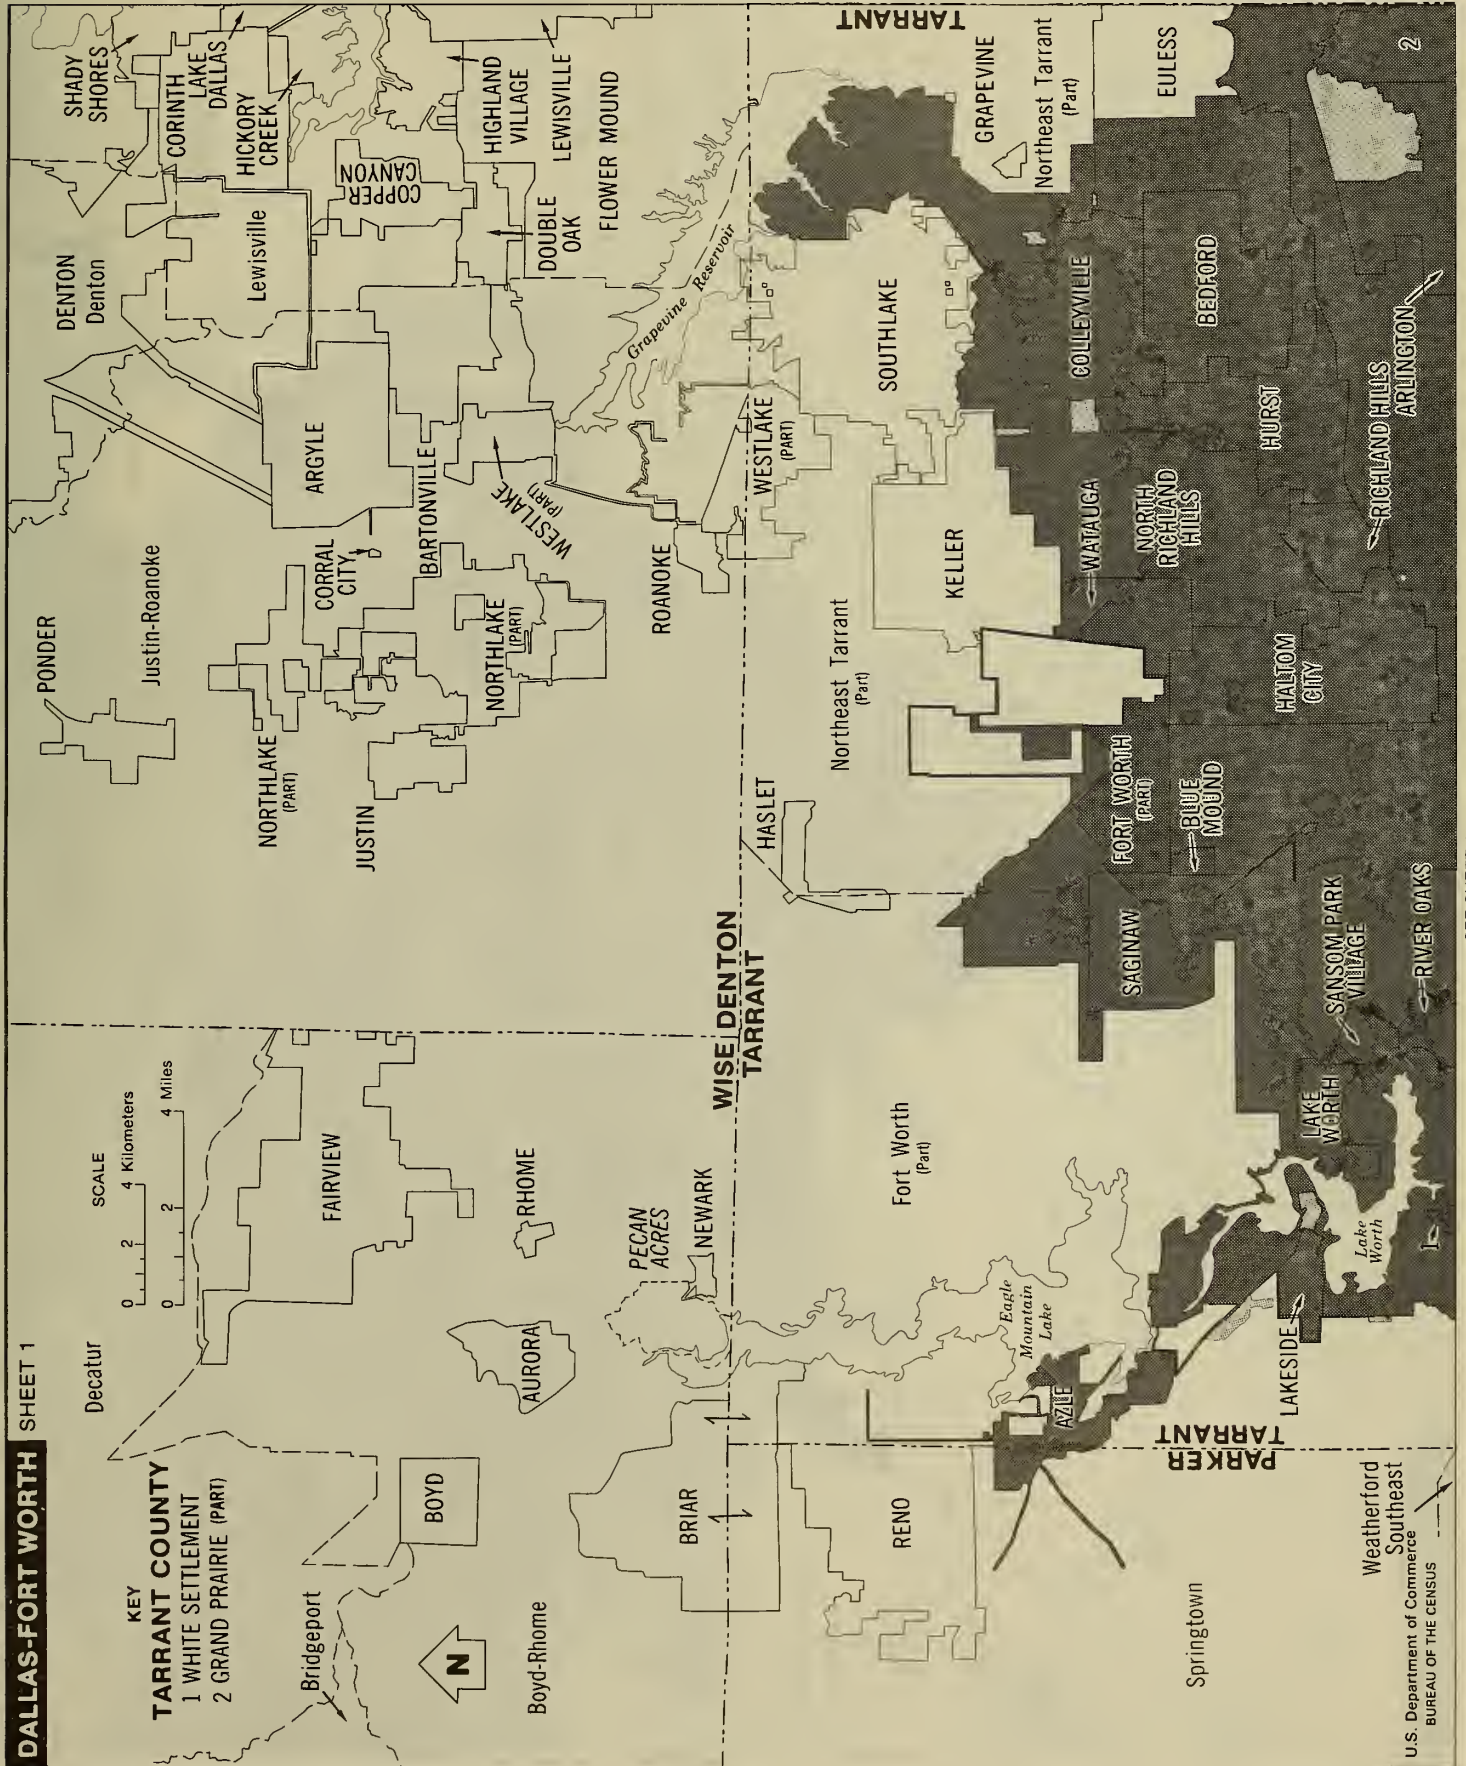 DALLAS-FORT WORTH SHEET 1
KEY
TARRANT COUNTY
1 WHITE SETTLEMENT
2 GRAND PRAIRIE (PART)
SCALE
0 2 4 Kilometers
0 2 4 Miles
Decatur
Bridgeport
N
Boyd-Rhome
BOYD
AURORA
FAIRVIEW
RHOME
PECAN
ACRES
NEWARK
BRIAR
RENO
Springtown
Weatherford
Southeast
U.S. Department of Commerce
BUREAU OF THE CENSUS
PONDER
Justin-Roanoke
NORTHLAKE
(PART)
JUSTIN
CORRAL
CITY
NORTHLAKE
(PART)
DENTON
Denton
ARGYLE
BARTONVILLE
WESTLAKE
(PART)
ROANOKE
Lewisville
SHADY
SHORES
CORINTH
LAKE
DALLAS
HICKORY
CREEK
COPPER
CANYON
HIGHLAND
VILLAGE
LEWISVILLE
DOUBLE
OAK
FLOWER MOUND
Grapevine Reservoir
WISE
DENTON
TARRANT
TARRANT
PARKER
TARRANT
HASLET
Northeast Tarrant
(Part)
WESTLAKE
(PART)
SOUTHLAKE
KELLER
GRAPEVINE
Northeast Tarrant
(Part)
EULESS
Fort Worth
(Part)
Eagle
Mountain
Lake
AZLE
LAKESIDE
Lake
Worth
1
LAKE
WORTH
SAGINAW
SANSOM PARK
VILLAGE
RIVER OAKS
FORT WORTH
(PART)
BLUE
MOUND
HALTOM
CITY
WATAUGA
NORTH
RICHLAND
HILLS
COLLEYVILLE
BEDFORD
HURST
RICHLAND HILLS
ARLINGTON
2